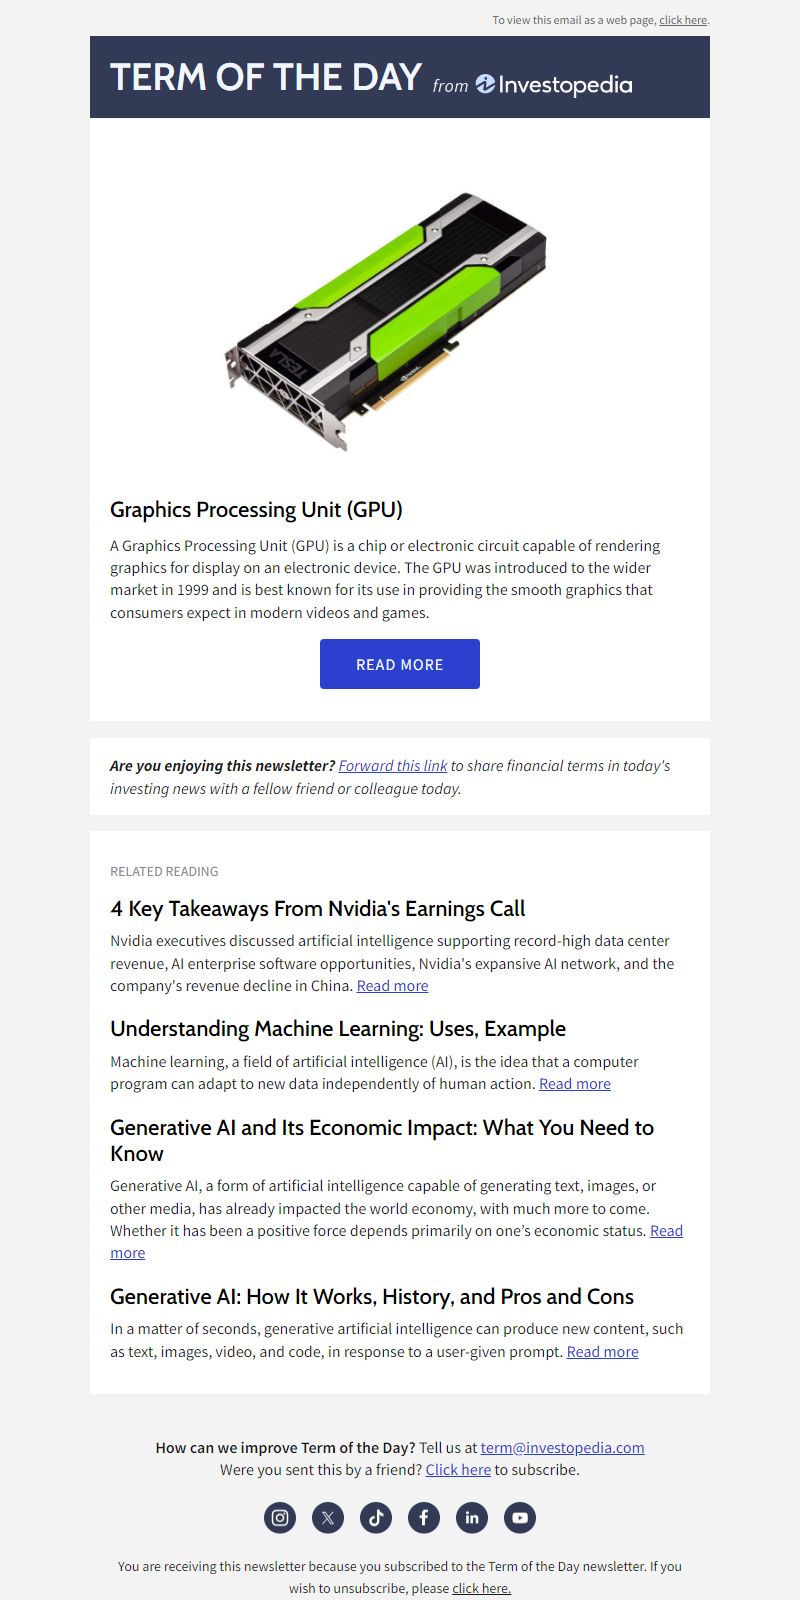 To view this email as a web page, click here.
TERM OF THE DAY from Investopedia
TESLA
NVIDIA
Graphics Processing Unit (GPU)
A Graphics Processing Unit (GPU) is a chip or electronic circuit capable of rendering
graphics for display on an electronic device. The GPU was introduced to the wider
market in 1999 and is best known for its use in providing the smooth graphics that
consumers expect in modern videos and games.
READ MORE
Are you enjoying this newsletter? Forward this link to share financial terms in today's
investing news with a fellow friend or colleague today.
RELATED READING
4 Key Takeaways From Nvidia's Earnings Call
Nvidia executives discussed artificial intelligence supporting record-high data center
revenue, AI enterprise software opportunities, Nvidia's expansive AI network, and the
company's revenue decline in China. Read more
Understanding Machine Learning: Uses, Example
Machine learning, a field of artificial intelligence (AI), is the idea that a computer
program can adapt to new data independently of human action. Read more
Generative AI and Its Economic Impact: What You Need to
Know
Generative AI, a form of artificial intelligence capable of generating text, images, or
other media, has already impacted the world economy, with much more to come.
Whether it has been a positive force depends primarily on one’s economic status. Read
more
Generative AI: How It Works, History, and Pros and Cons
In a matter of seconds, generative artificial intelligence can produce new content, such
as text, images, video, and code, in response to a user-given prompt. Read more
How can we improve Term of the Day? Tell us at term@investopedia.com
Were you sent this by a friend? Click here to subscribe.
You are receiving this newsletter because you subscribed to the Term of the Day newsletter. If you
wish to unsubscribe, please click here.